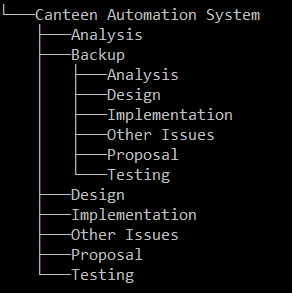 Canteen Automation System
Analysis
Backup
Analysis
Design
Implementation
Other Issues
Proposal
Testing
Design
Implementation
Other Issues
Proposal
Testing